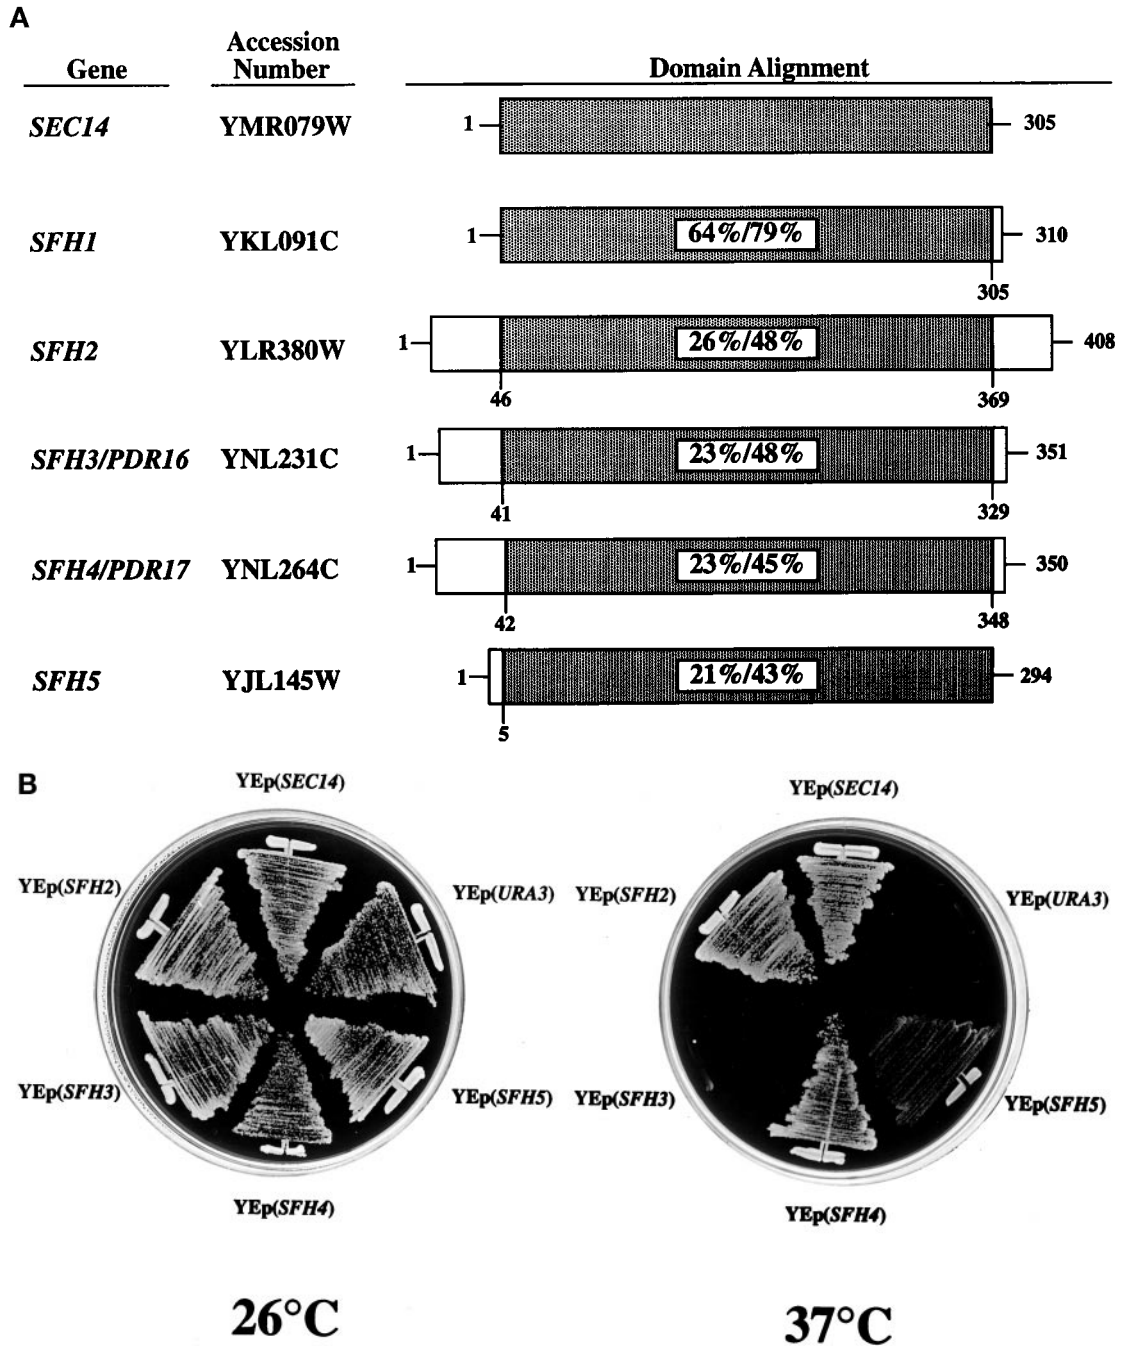 A
Gene
Accession
Number
Domain Alignment
SEC14
YMR079W
1
305
SFH1
YKL091C
1
64%/79%
310
305
SFH2
YLR380W
1
26%/48%
408
46
369
SFH3/PDR16
YNL231C
1
23%/48%
351
41
329
SFH4/PDR17
YNL264C
1
23%/45%
350
42
348
SFH5
YJL145W
1
21%/43%
294
5
B
YEp(SEC14)
YEp(SEC14)
YEp(SFH2)
YEp(URA3)
YEp(SFH2)
YEp(URA3)
YEp(SFH3)
YEp(SFH5)
YEp(SFH3)
YEp(SFH5)
YEp(SFH4)
YEp(SFH4)
26°C
37°C